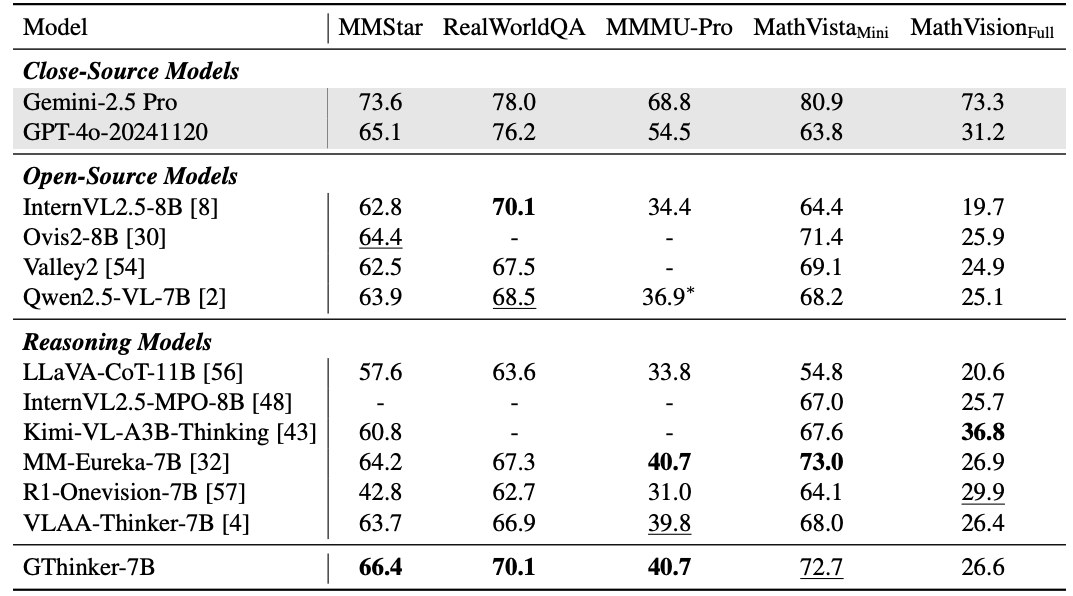 Model MMStar RealWorldQA MMMU-Pro MathVista Mini MathVision Full
Close-Source Models
Gemini-2.5 Pro 73.6 78.0 68.8 80.9 73.3
GPT-4o-20241120 65.1 76.2 54.5 63.8 31.2
Open-Source Models
InternVL2.5-8B [8] 62.8 70.1 34.4 64.4 19.7
Ovis2-8B [30] 64.4 - - 71.4 25.9
Valley2 [54] 62.5 67.5 - 69.1 24.9
Qwen2.5-VL-7B [2] 63.9 68.5 36.9* 68.2 25.1
Reasoning Models
LLaVA-CoT-11B [56] 57.6 63.6 33.8 54.8 20.6
InternVL2.5-MPO-8B [48] - - - 67.0 25.7
Kimi-VL-A3B-Thinking [43] 60.8 - - 67.6 36.8
MM-Eureka-7B [32] 64.2 67.3 40.7 73.0 26.9
R1-Onevision-7B [57] 42.8 62.7 31.0 64.1 29.9
VLAA-Thinker-7B [4] 63.7 66.9 39.8 68.0 26.4
GThinker-7B 66.4 70.1 40.7 72.7 26.6